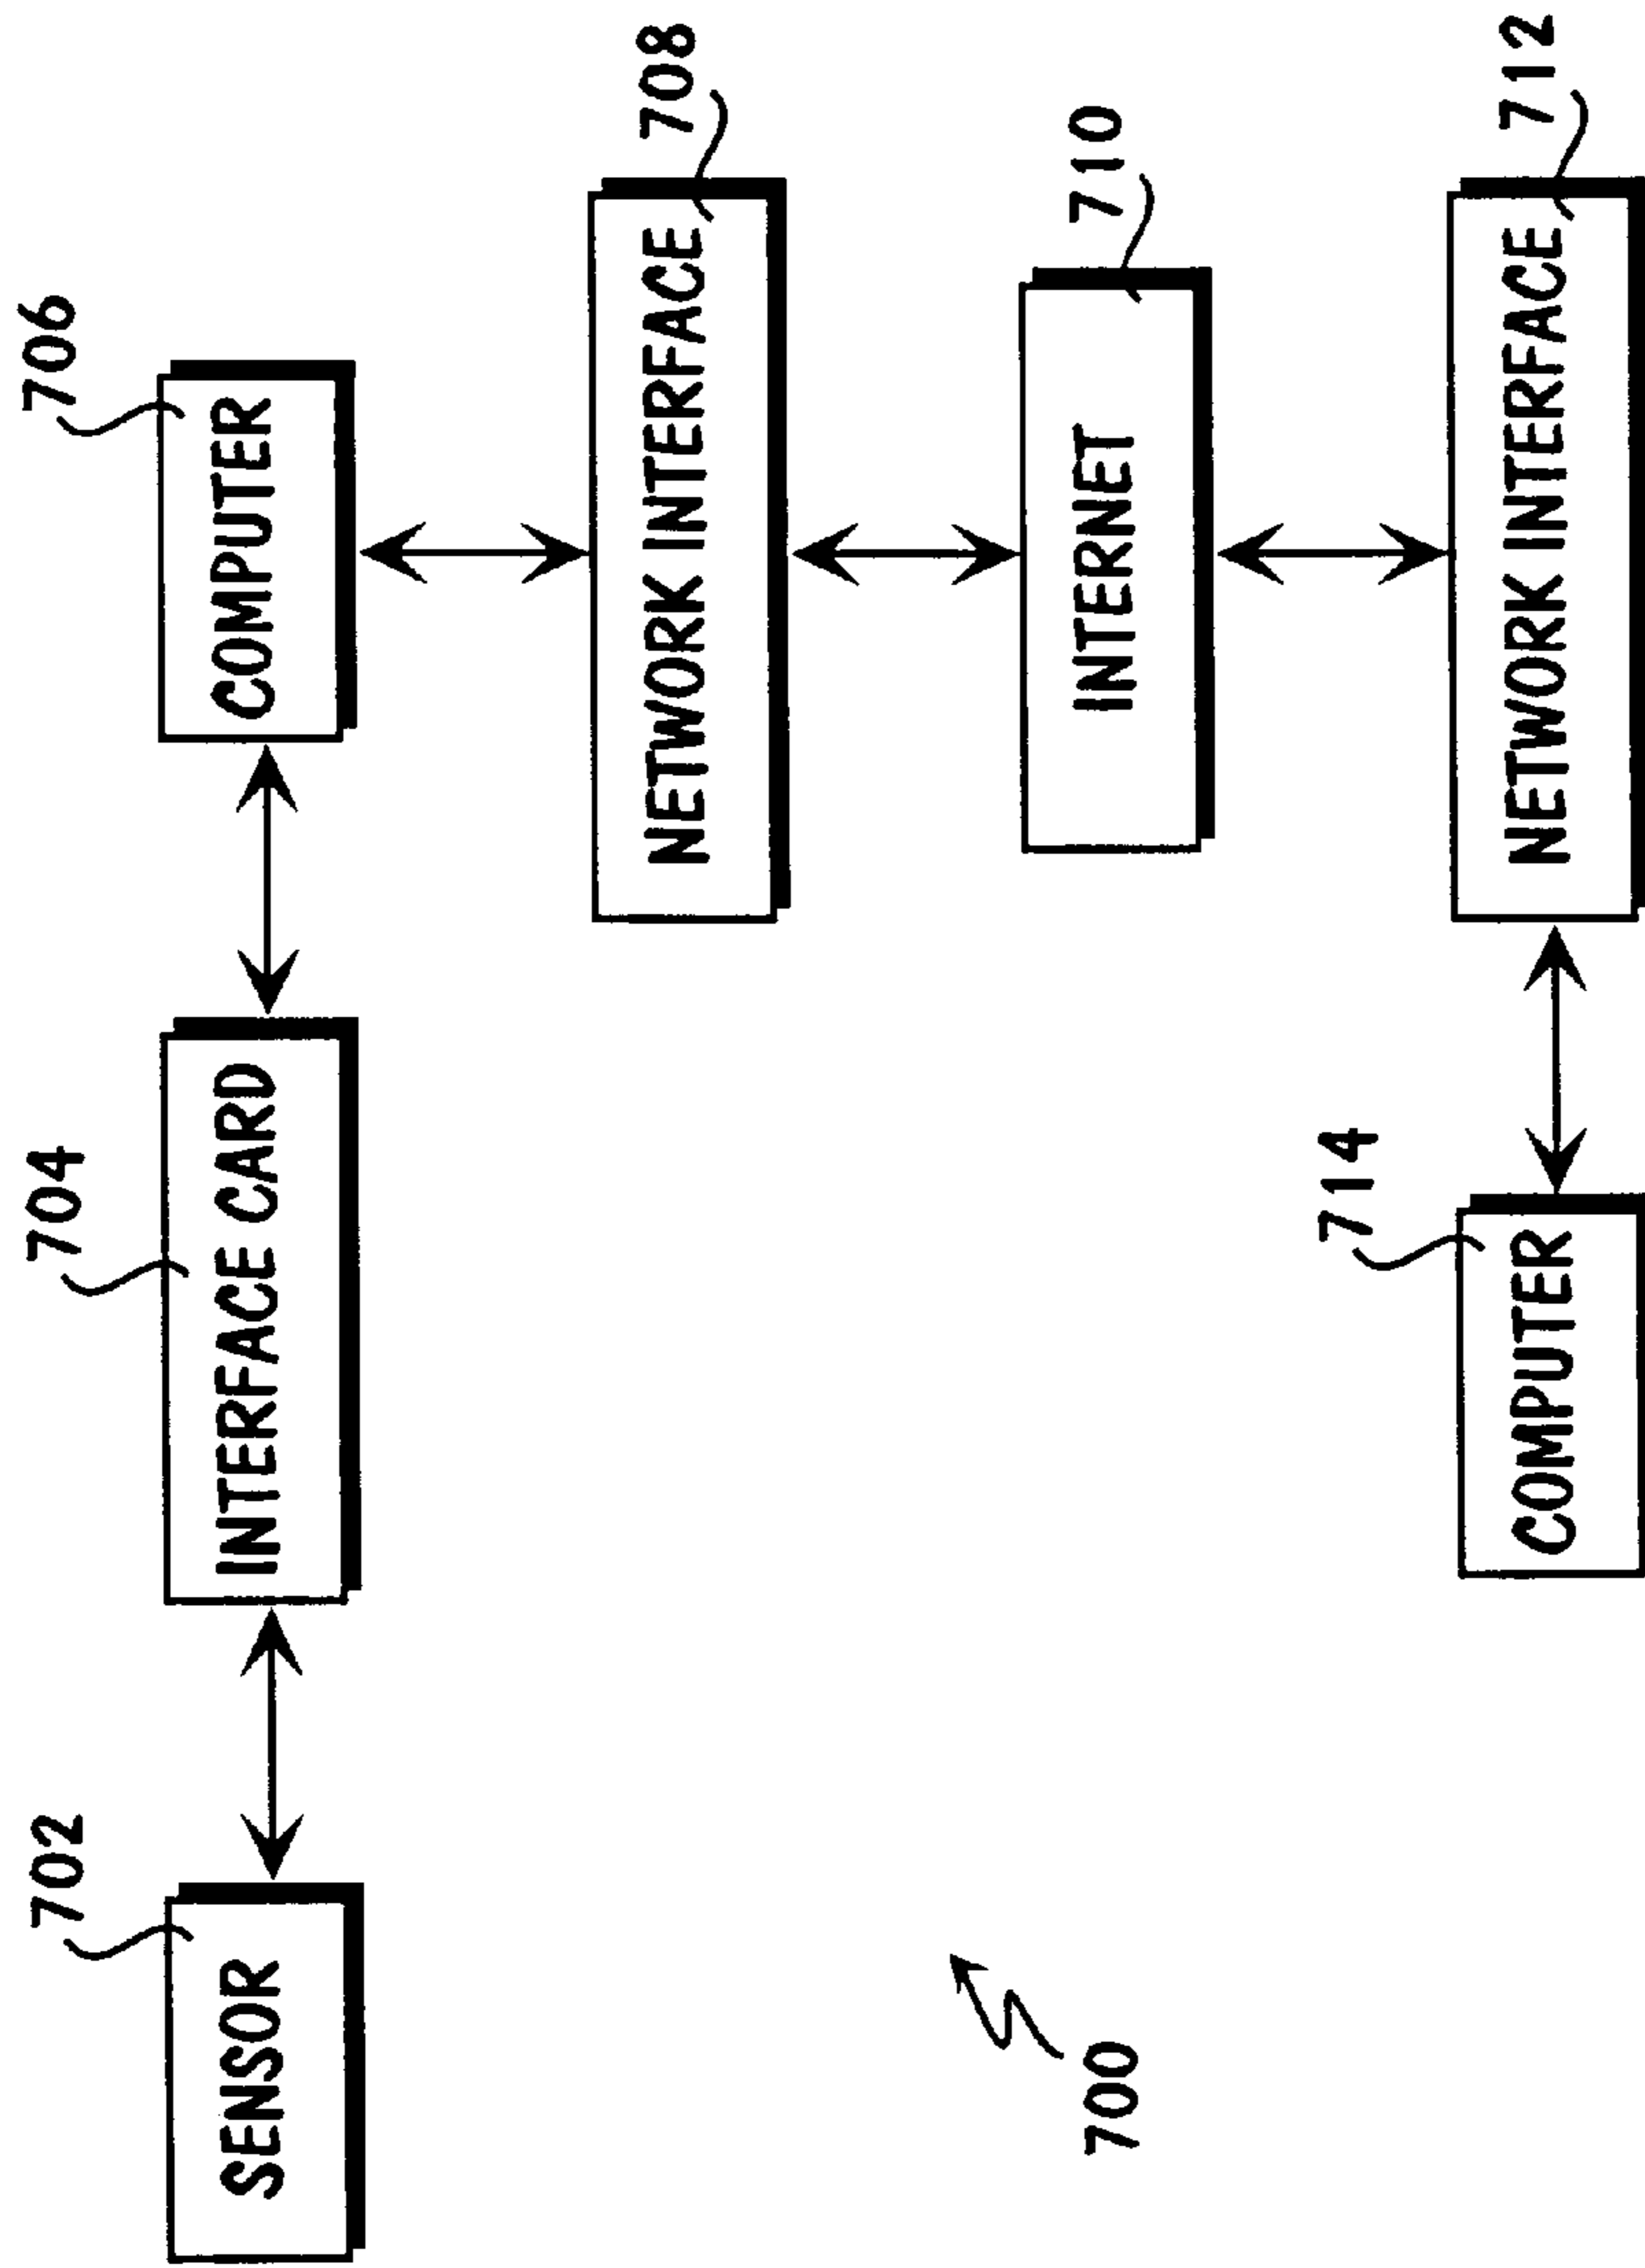 702
SENSOR
704
INTERFACE CARD
706
COMPUTER
NETWORK INTERFACE
708
INTERNET
710
700
714
COMPUTER
NETWORK INTERFACE
712